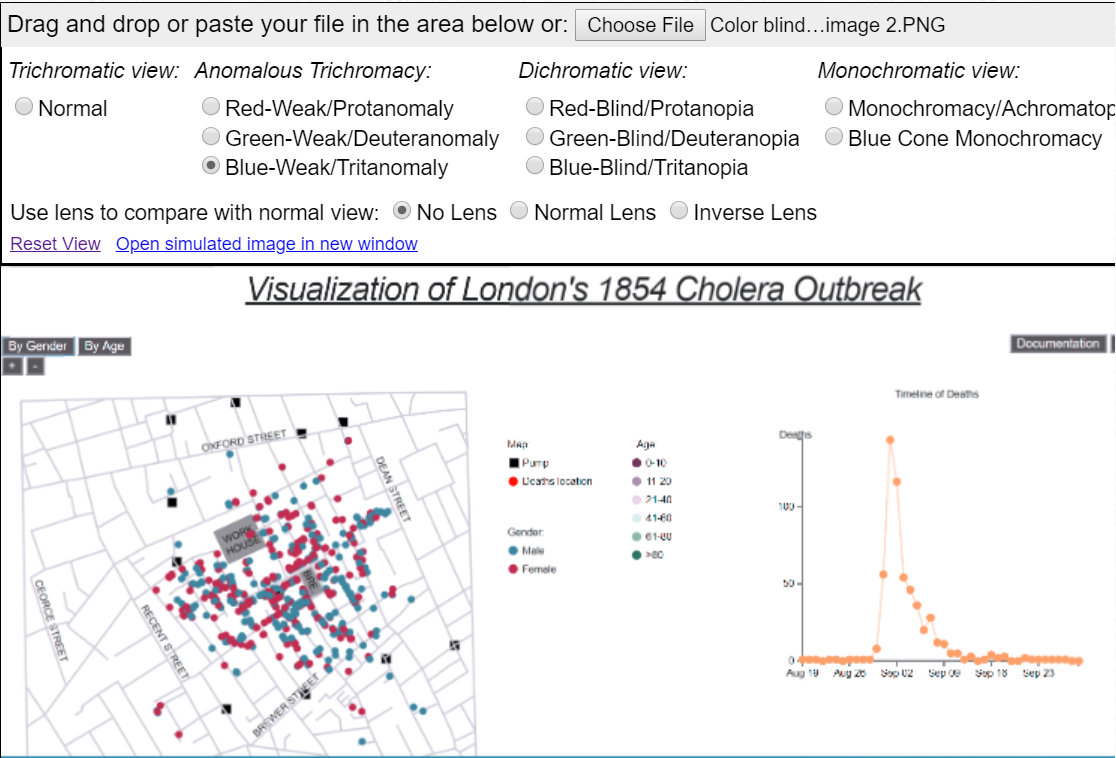 Drag and drop or paste your file in the area below or: Choose File Color blind...image 2.PNG
Trichromatic view: Anomalous Trichromacy: Dichromatic view: Monochromatic view:
Normal Red-Weak/Protanomaly Red-Blind/Protanopia Monochromacy/Achromatop
Green-Weak/Deuteranomaly Green-Blind/Deuteranopia Blue Cone Monochromacy
Blue-Weak/Tritanomaly Blue-Blind/Tritanopia
Use lens to compare with normal view: No Lens Normal Lens Inverse Lens
Reset View Open simulated image in new window
Visualization of London's 1854 Cholera Outbreak
By Gender By Age Documentation
+ -
OXFORD STREET
DEAN STREET
WORK
HOUSE
BRE
GEORGE STREET
REGENT STREET
BREWER STREET
Map
Pump
Deaths location
Gender:
Male
Female
Age
0-10
11-20
21-40
41-60
61-80
>80
Timeline of Deaths
Deaths
100
50
0
Aug 19 Aug 26 Sep 02 Sep 09 Sep 16 Sep 23